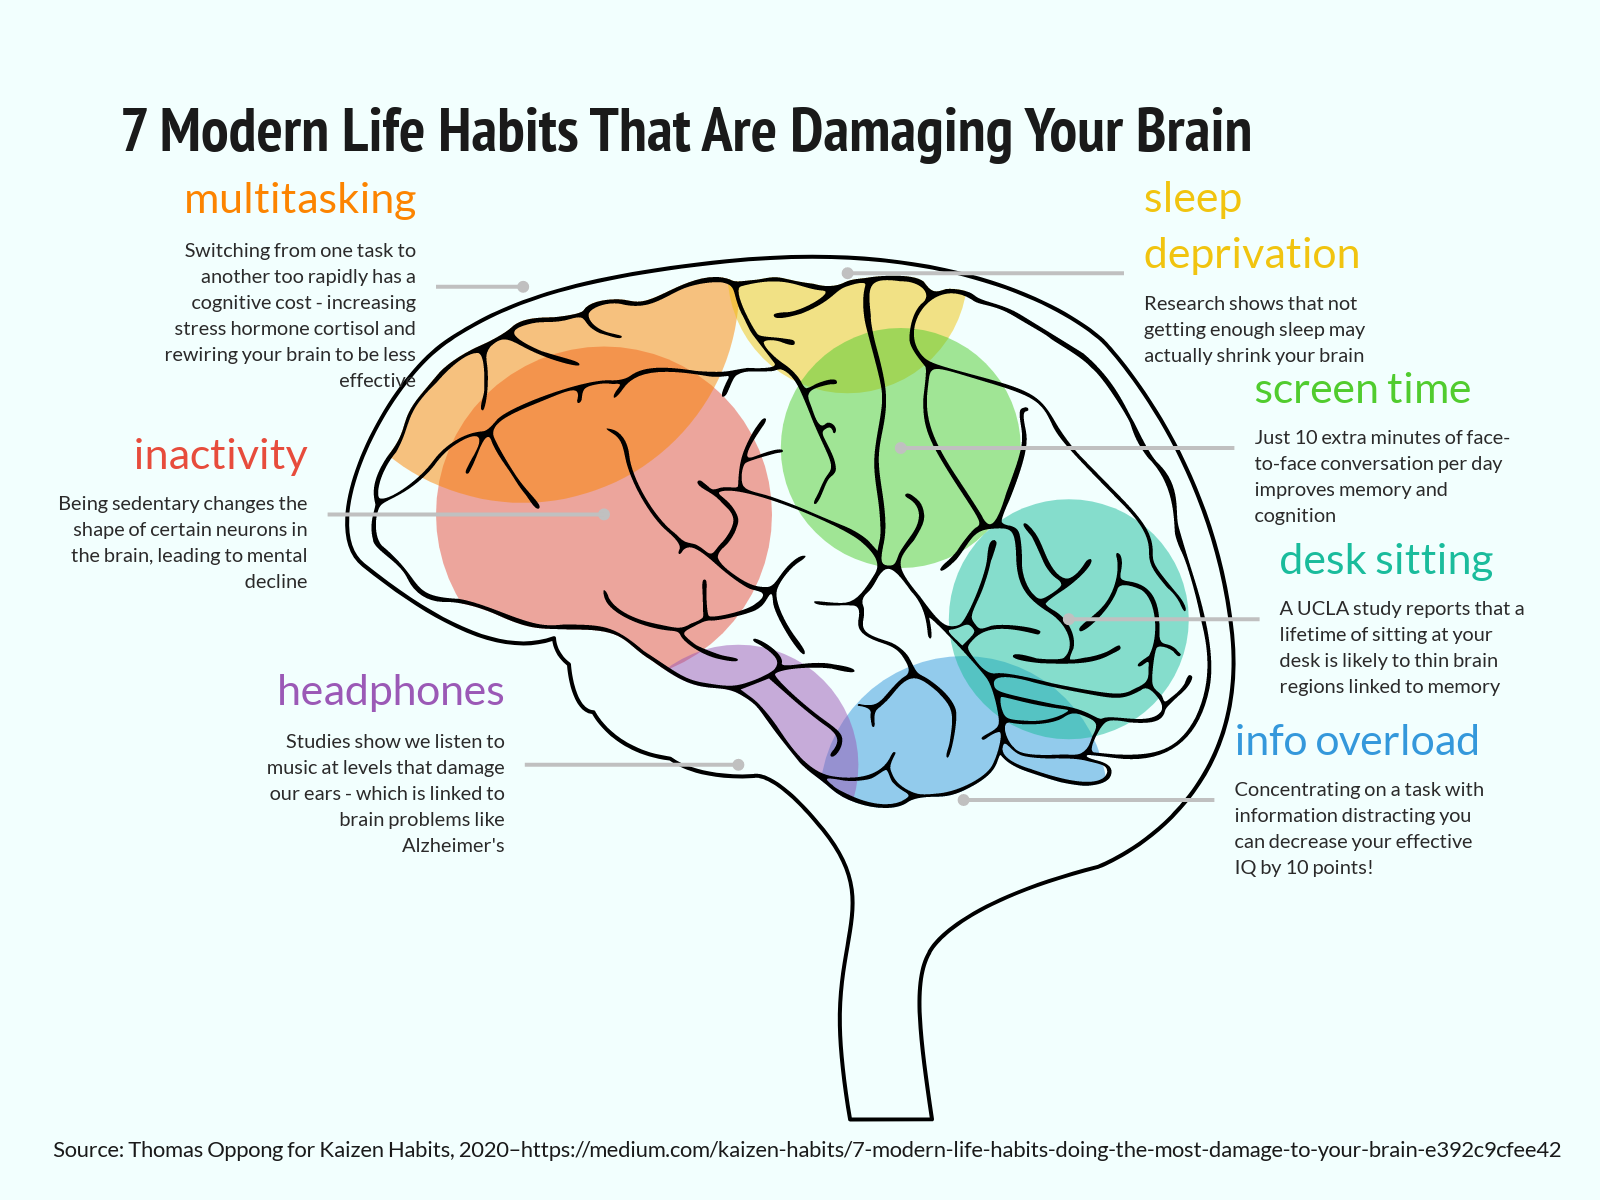 7 Modern Life Habits That Are Damaging Your Brain
multitasking
Switching from one task to
another too rapidly has a
cognitive cost - increasing
stress hormone cortisol and
rewiring your brain to be less
effective
inactivity
Being sedentary changes the
shape of certain neurons in
the brain, leading to mental
decline
headphones
Studies show we listen to
music at levels that damage
our ears - which is linked to
brain problems like
Alzheimer's
sleep
deprivation
Research shows that not
getting enough sleep may
actually shrink your brain
screen time
Just 10 extra minutes of face-
to-face conversation per day
improves memory and
cognition
desk sitting
A UCLA study reports that a
lifetime of sitting at your
desk is likely to thin brain
regions linked to memory
info overload
Concentrating on a task with
information distracting you
can decrease your effective
IQ by 10 points!
Source: Thomas Oppong for Kaizen Habits, 2020–https://medium.com/kaizen-habits/7-modern-life-habits-doing-the-most-damage-to-your-brain-e392c9cfee42